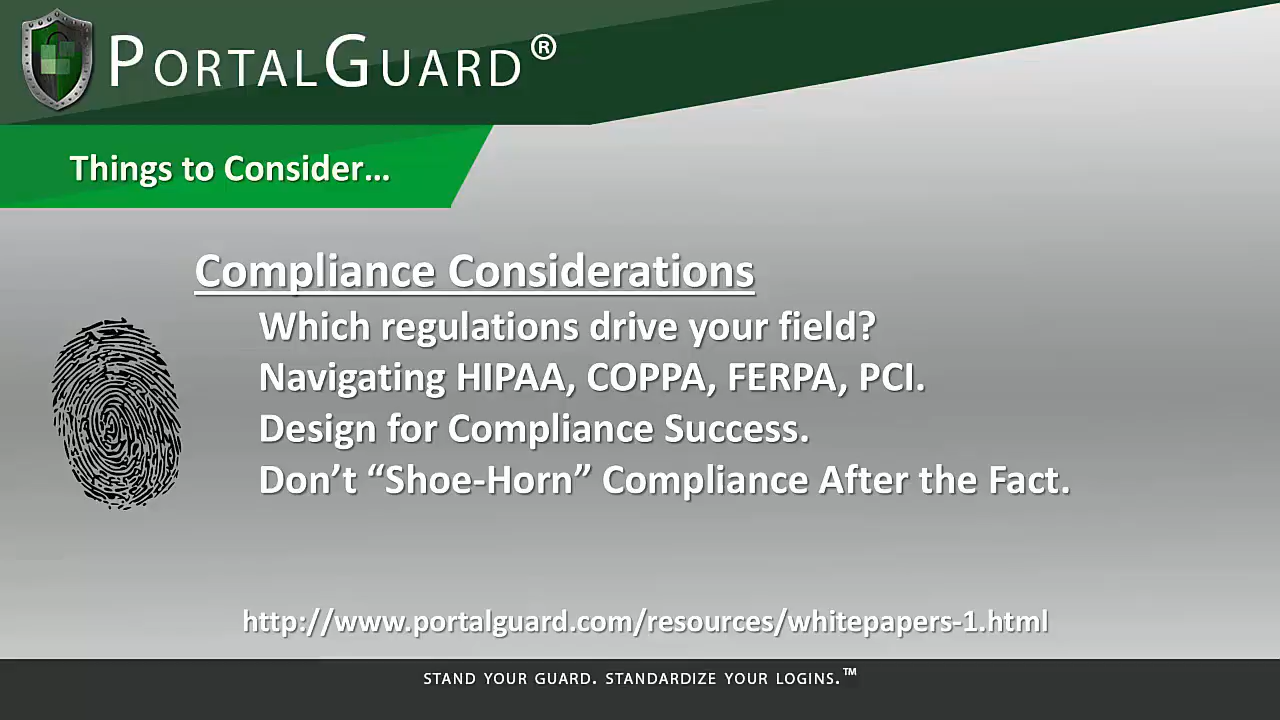 PORTALGUARD®
Things to Consider...
Compliance Considerations
Which regulations drive your field?
Navigating HIPAA, COPPA, FERPA, PCI.
Design for Compliance Success.
Don’t “Shoe-Horn” Compliance After the Fact.
http://www.portalguard.com/resources/whitepapers-1.html
STAND YOUR GUARD. STANDARDIZE YOUR LOGINS.™